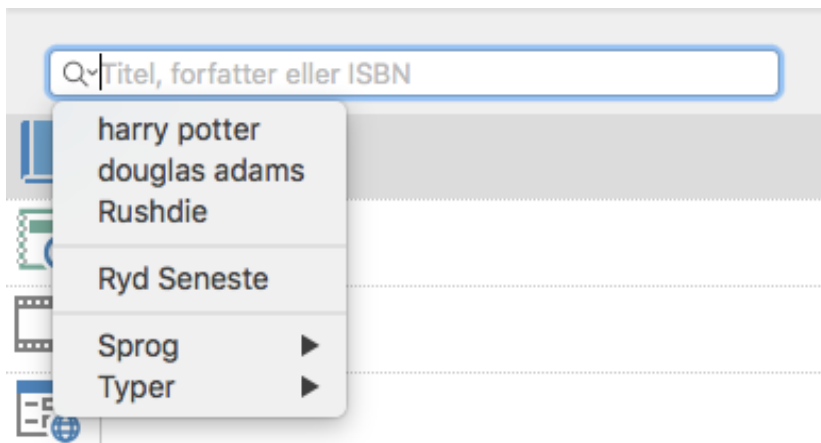 Titel, forfatter eller ISBN
harry potter
douglas adams
Rushdie
Ryd Seneste
Sprog
Typer